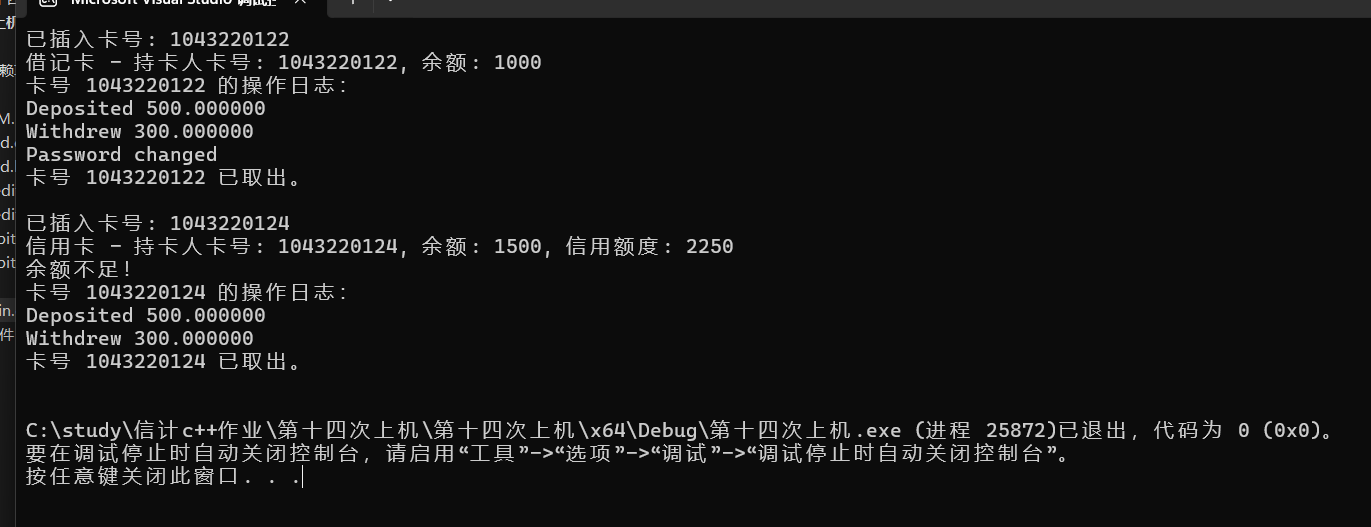 Microsoft Visual Studio 调试控
已插入卡号: 1043220122
借记卡 - 持卡人卡号: 1043220122, 余额: 1000
卡号 1043220122 的操作日志:
Deposited 500.000000
Withdrew 300.000000
Password changed
卡号 1043220122 已取出。
已插入卡号: 1043220124
信用卡 - 持卡人卡号: 1043220124, 余额: 1500, 信用额度: 2250
余额不足!
卡号 1043220124 的操作日志:
Deposited 500.000000
Withdrew 300.000000
卡号 1043220124 已取出。
C:\study\信计c++作业\第十四次上机\第十四次上机\x64\Debug\第十四次上机.exe (进程 25872)已退出，代码为 0 (0x0)。
要在调试停止时自动关闭控制台，请启用“工具”->“选项”->“调试”->“调试停止时自动关闭控制台”。
按任意键关闭此窗口. . .